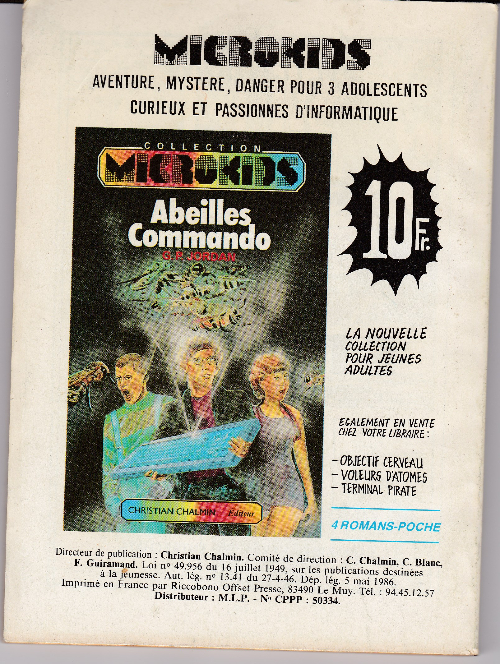 MICROKIDS
AVENTURE, MYSTERE, DANGER POUR 3 ADOLESCENTS
CURIEUX ET PASSIONNES D'INFORMATIQUE
COLLECTION
MICROKIDS
Abeilles
Commando
S.P. JORDAN
CHRISTIAN CHALMIN Editeur
10 Fr.
LA NOUVELLE
COLLECTION
POUR JEUNES
ADULTES
EGALEMENT EN VENTE
CHEZ VOTRE LIBRAIRE :
- OBJECTIF CERVEAU
- VOLEURS D'ATOMES
- TERMINAL PIRATE
4 ROMANS-POCHE
Directeur de publication : Christian Chalmin. Comité de direction : C. Chalmin, C. Blanc,
F. Guiramand. Loi nº 49.956 du 16 juillet 1949, sur les publications destinées
à la jeunesse. Aut. lég. nº 13.41 du 27-4-46. Dép. lég. 5 mai 1986.
Imprimé en France par Riccobono Offset Presse, 83490 Le Muy. Tél. : 94.45.12.57
Distributeur : M.L.P. - Nº CPPP : 50334.